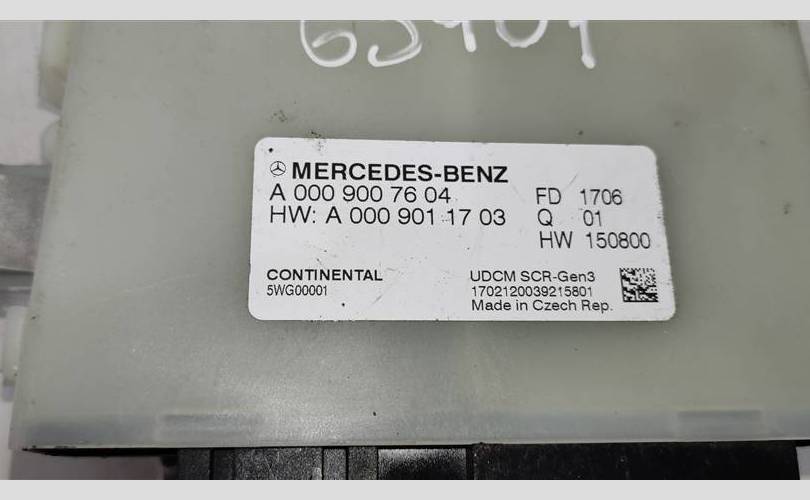 65404
MERCEDES-BENZ
A 000 900 76 04
HW: A 000 901 17 03
FD 1706
Q 01
HW 150800
CONTINENTAL
5WG00001
UDCM SCR-Gen3
1702120039215801
Made in Czech Rep.